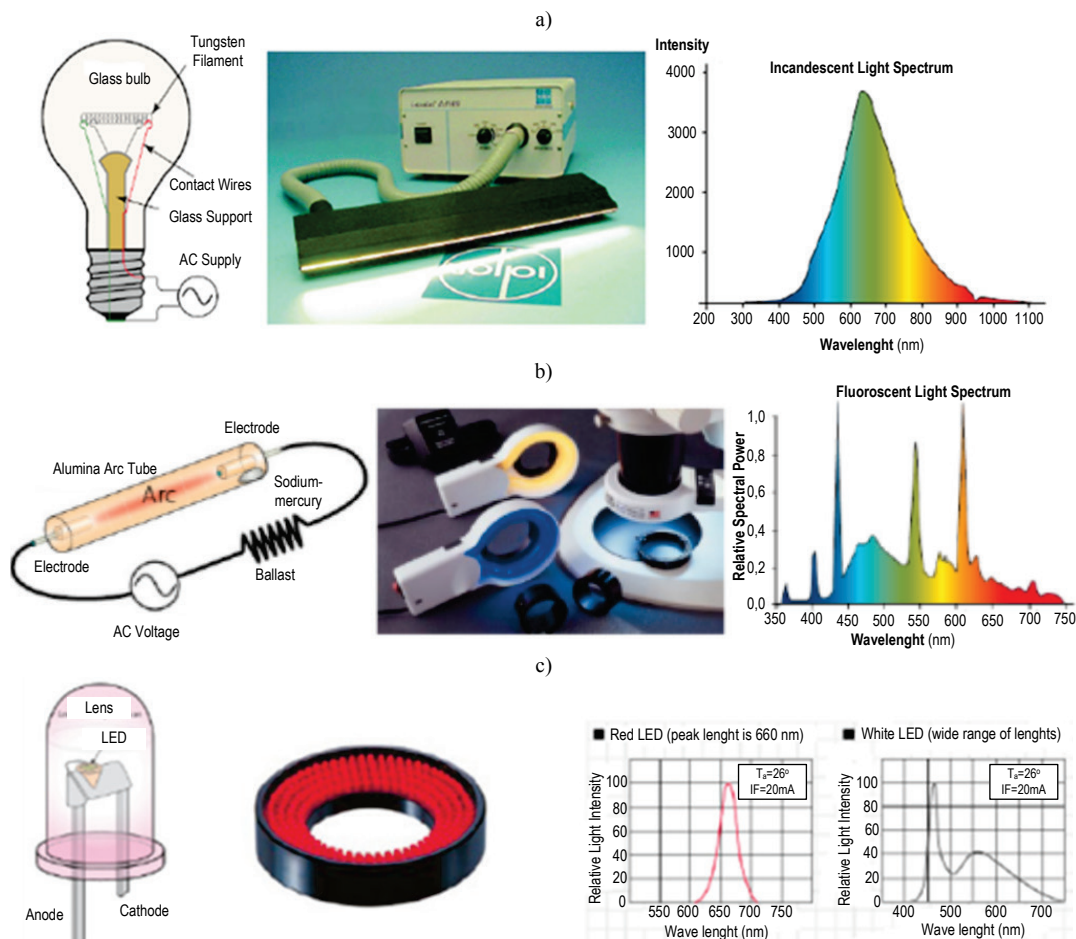 a)
Tungsten
Filament
Glass bulb
Contact Wires
Glass Support
AC Supply
Intensity
Incandescent Light Spectrum
4000
3000
2000
1000
200 300 400 500 600 700 800 900 1000 1100
Wavelenght (nm)
b)
Electrode
Alumina Arc Tube
Arc
Sodium-
mercury
Electrode
Ballast
AC Voltage
Fluoroscent Light Spectrum
Relative Spectral Power
1,0
0,8
0,6
0,4
0,2
0,0
350 400 450 500 550 600 650 700 750
Wavelenght (nm)
c)
Lens
LED
Anode
Cathode
Red LED (peak lenght is 660 nm)
Tₐ=26°
IF=20mA
Relative Light Intensity
100
80
60
40
20
0
550 600 650 700 750
Wave lenght (nm)
White LED (wide range of lenghts)
Tₐ=26°
IF=20mA
Relative Light Intensity
100
80
60
40
20
0
400 500 600 700
Wave lenght (nm)